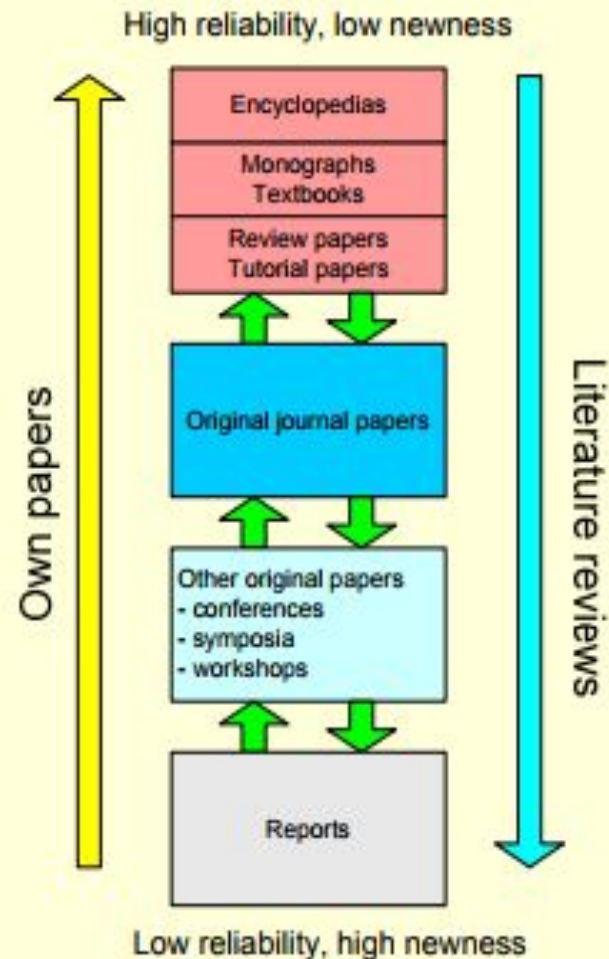 High reliability, low newness
Encyclopedias
Monographs
Textbooks
Review papers
Tutorial papers
Original journal papers
Other original papers
- conferences
- symposia
- workshops
Reports
Low reliability, high newness
Own papers
Literature reviews